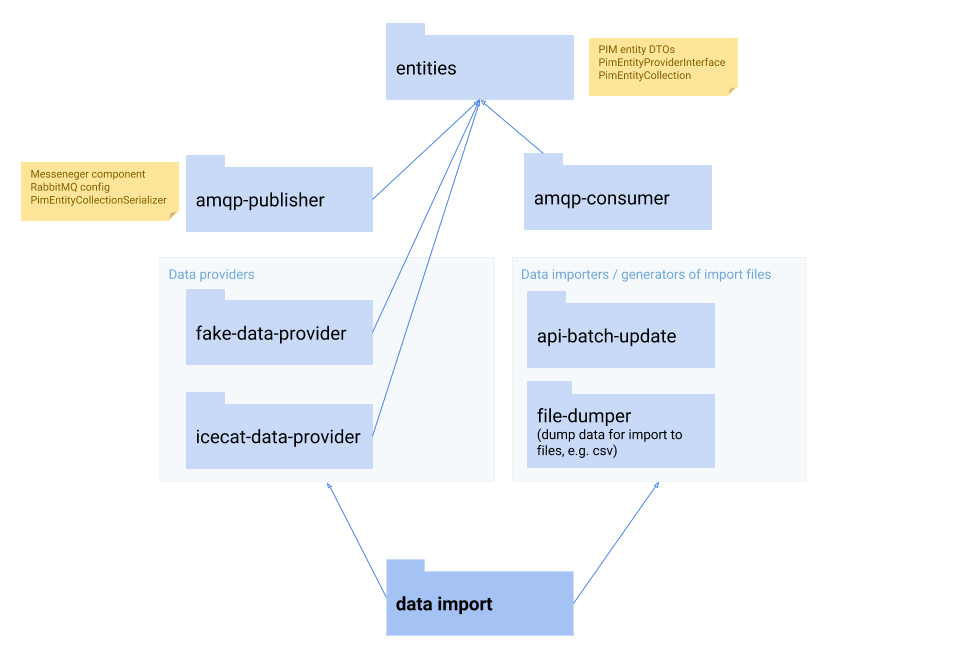 entities
PIM entity DTOs
PimEntityProviderInterface
PimEntityCollection
Messeneger component
RabbitMQ config
PimEntityCollectionSerializer
amqp-publisher
amqp-consumer
Data providers
fake-data-provider
icecat-data-provider
Data importers / generators of import files
api-batch-update
file-dumper
(dump data for import to
files, e.g. csv)
data import